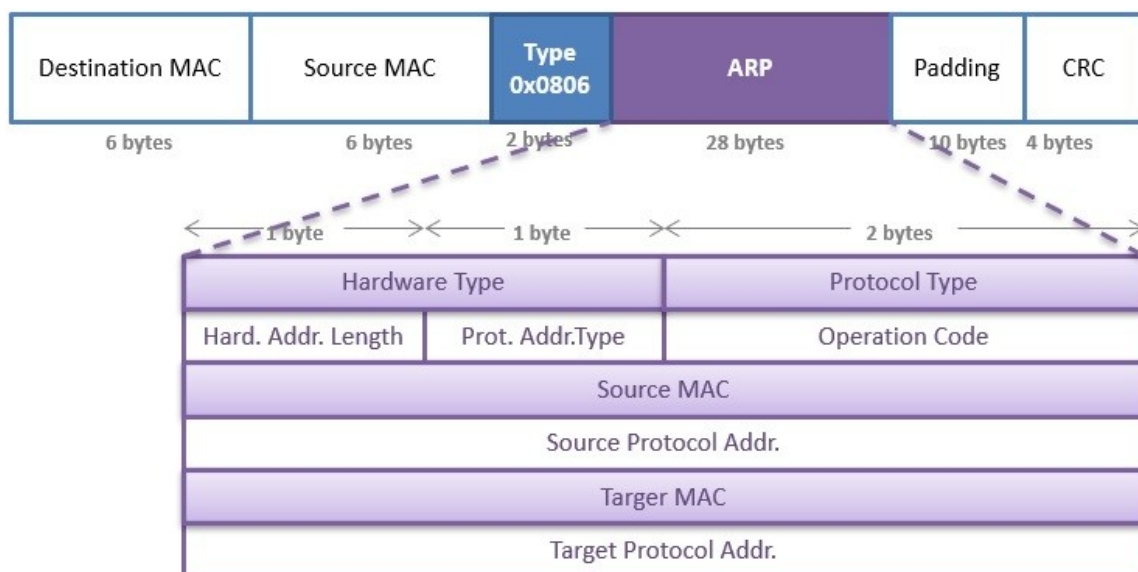 Destination MAC
Source MAC
Type
0x0806
ARP
Padding
CRC
6 bytes
6 bytes
2 bytes
28 bytes
10 bytes
4 bytes
1 byte
1 byte
2 bytes
Hardware Type
Protocol Type
Hard. Addr. Length
Prot. Addr.Type
Operation Code
Source MAC
Source Protocol Addr.
Targer MAC
Target Protocol Addr.